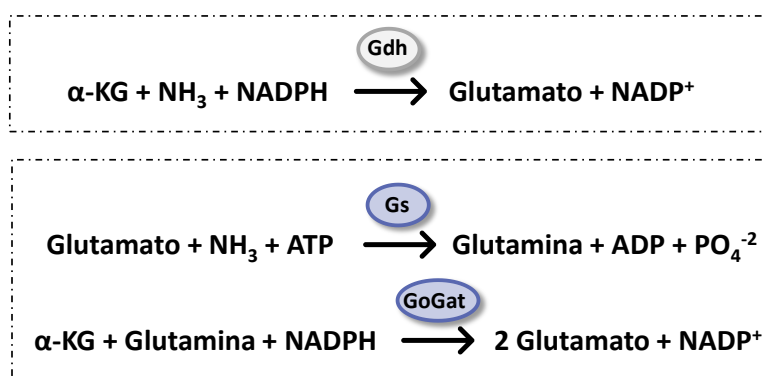 Gdh
α-KG + NH₃ + NADPH → Glutamato + NADP⁺
Gs
Glutamato + NH₃ + ATP → Glutamina + ADP + PO₄⁻²
GoGat
α-KG + Glutamina + NADPH → 2 Glutamato + NADP⁺